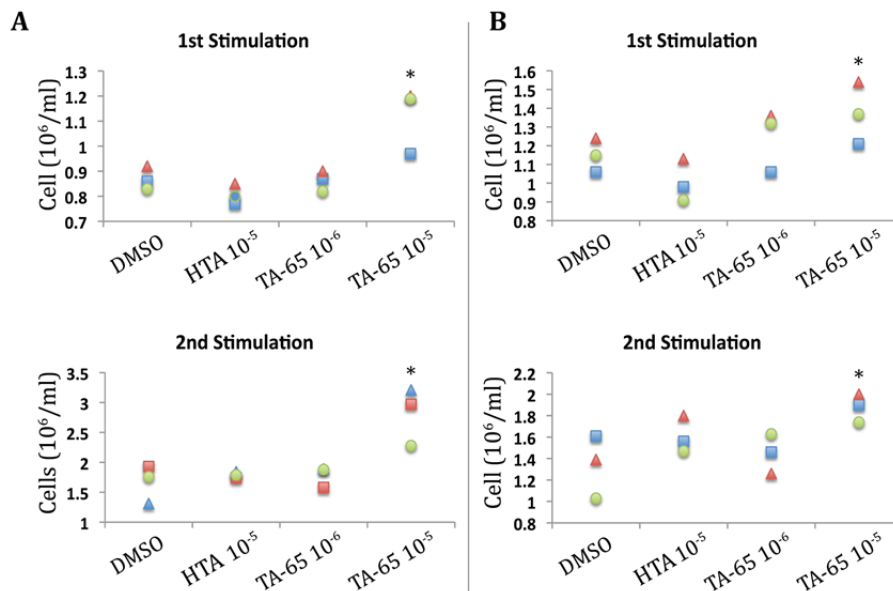 A
1st Stimulation
*
Cell (10⁶/ml)
1.3
1.2
1.1
1
0.9
0.8
0.7
DMSO
HTA 10⁻⁵
TA-65 10⁻⁶
TA-65 10⁻⁵
2nd Stimulation
*
Cells (10⁶/ml)
3.5
3
2.5
2
1.5
1
DMSO
HTA 10⁻⁵
TA-65 10⁻⁶
TA-65 10⁻⁵
B
1st Stimulation
*
Cell (10⁶/ml)
1.6
1.5
1.4
1.3
1.2
1.1
1
0.9
0.8
DMSO
HTA 10⁻⁵
TA-65 10⁻⁶
TA-65 10⁻⁵
2nd Stimulation
*
Cell (10⁶/ml)
2.2
2
1.8
1.6
1.4
1.2
1
0.8
DMSO
HTA 10⁻⁵
TA-65 10⁻⁶
TA-65 10⁻⁵